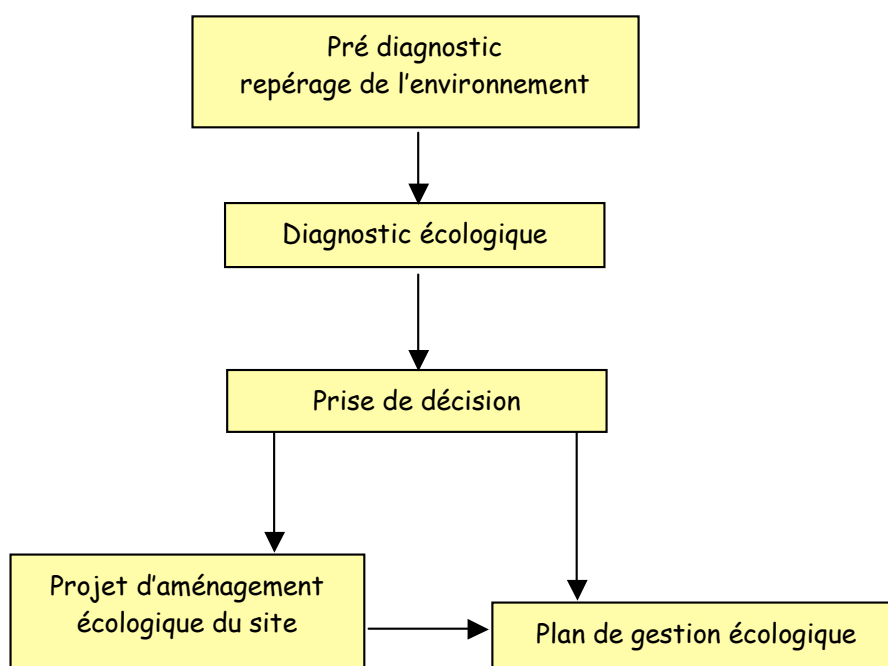 Pré diagnostic
repérage de l'environnement
Diagnostic écologique
Prise de décision
Projet d'aménagement
écologique du site
Plan de gestion écologique